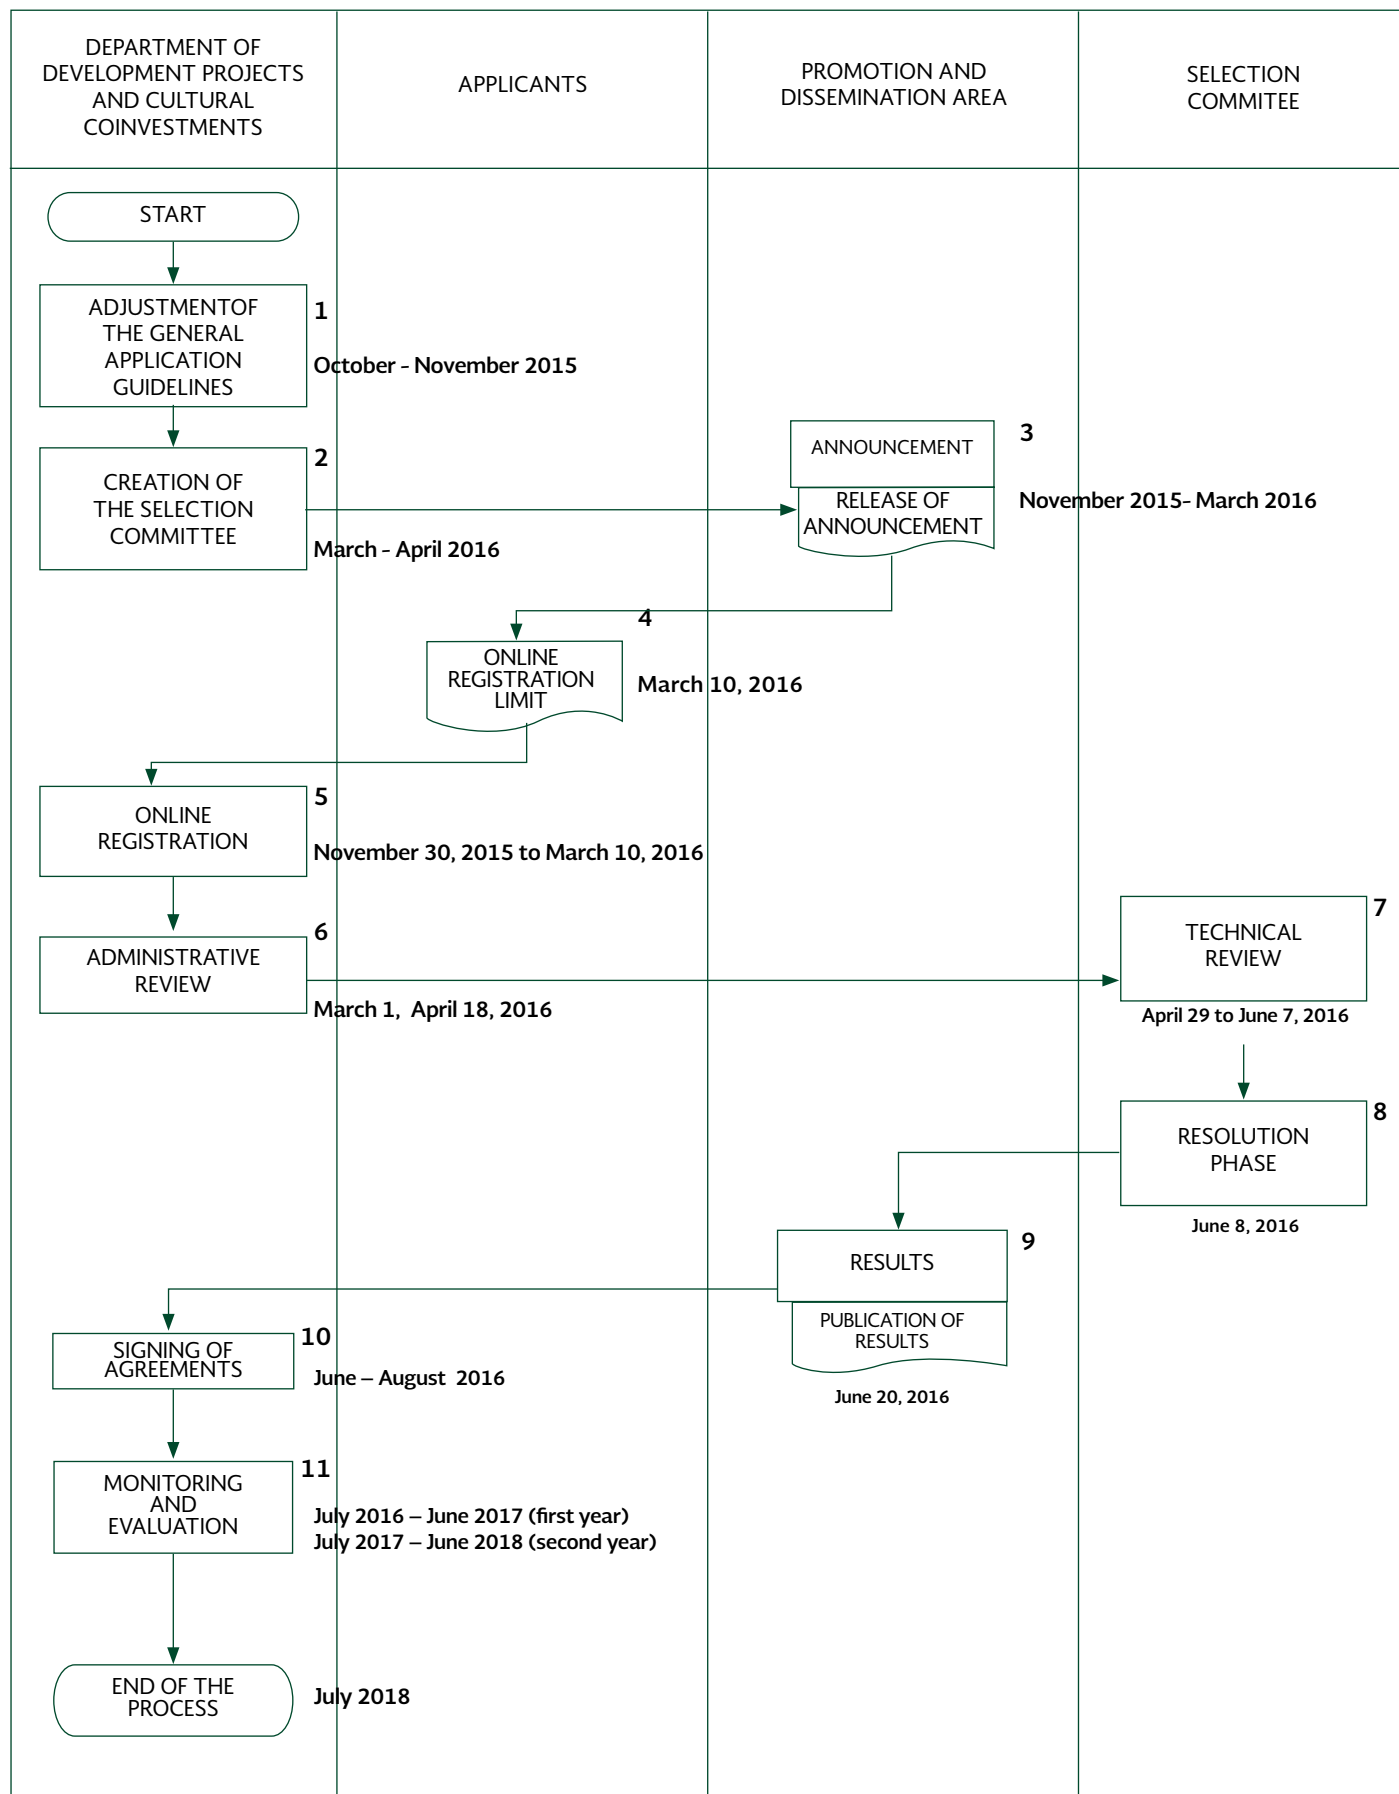 DEPARTMENT OF
DEVELOPMENT PROJECTS
AND CULTURAL
COINVESTMENTS
APPLICANTS
PROMOTION AND
DISSEMINATION AREA
SELECTION
COMMITEE
START
ADJUSTMENTOF
THE GENERAL
APPLICATION
GUIDELINES
1
October - November 2015
CREATION OF
THE SELECTION
COMMITTEE
2
March - April 2016
ANNOUNCEMENT
RELEASE OF
ANNOUNCEMENT
3
November 2015- March 2016
4
ONLINE
REGISTRATION
LIMIT
March 10, 2016
ONLINE
REGISTRATION
5
November 30, 2015 to March 10, 2016
ADMINISTRATIVE
REVIEW
6
March 1,  April 18, 2016
TECHNICAL
REVIEW
7
April 29 to June 7, 2016
RESOLUTION
PHASE
8
June 8, 2016
RESULTS
9
PUBLICATION OF
RESULTS
June 20, 2016
SIGNING OF
AGREEMENTS
10
June – August  2016
MONITORING
AND
EVALUATION
11
July 2016 – June 2017 (first year)
July 2017 – June 2018 (second year)
END OF THE
PROCESS
July 2018